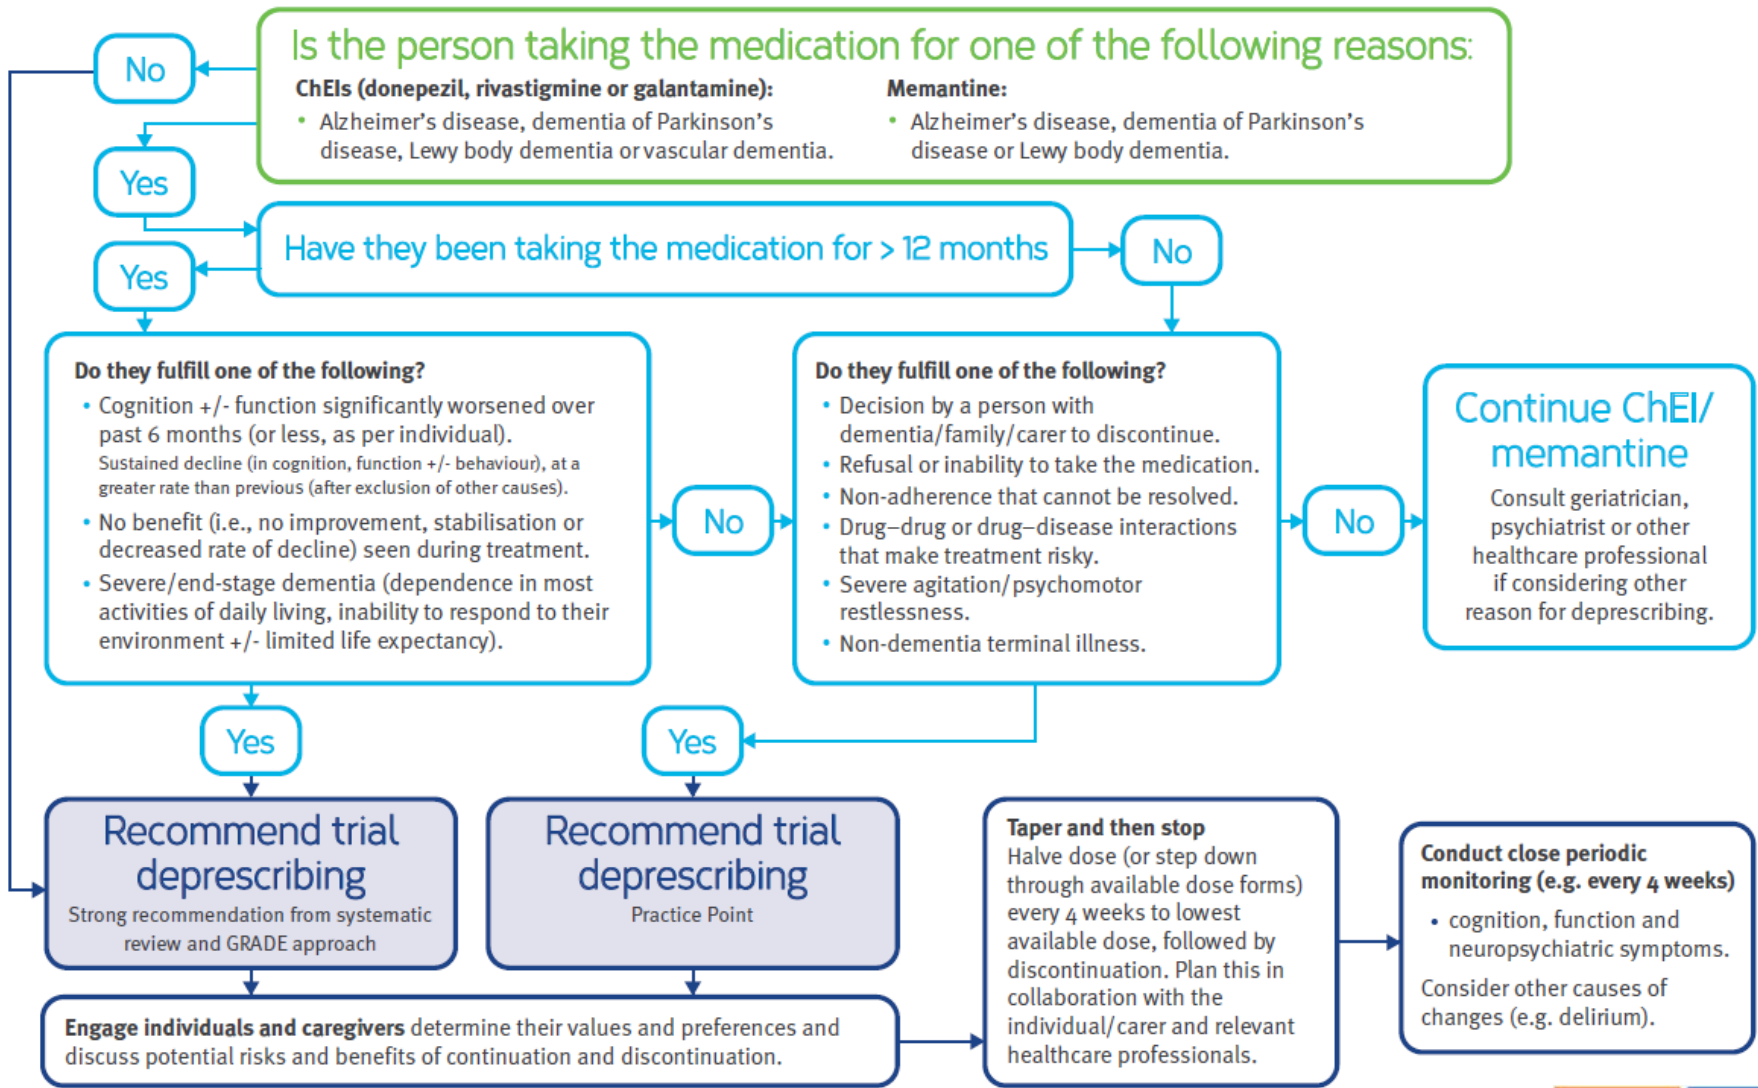 Is the person taking the medication for one of the following reasons:
ChEIs (donepezil, rivastigmine or galantamine):
• Alzheimer's disease, dementia of Parkinson's
disease, Lewy body dementia or vascular dementia.
Memantine:
• Alzheimer's disease, dementia of Parkinson's
disease or Lewy body dementia.
No
Yes
Have they been taking the medication for > 12 months
Yes
No
Do they fulfill one of the following?
• Cognition +/- function significantly worsened over
past 6 months (or less, as per individual).
Sustained decline (in cognition, function +/- behaviour), at a
greater rate than previous (after exclusion of other causes).
• No benefit (i.e., no improvement, stabilisation or
decreased rate of decline) seen during treatment.
• Severe/end-stage dementia (dependence in most
activities of daily living, inability to respond to their
environment +/- limited life expectancy).
No
Do they fulfill one of the following?
• Decision by a person with
dementia/family/carer to discontinue.
• Refusal or inability to take the medication.
• Non-adherence that cannot be resolved.
• Drug–drug or drug–disease interactions
that make treatment risky.
• Severe agitation/psychomotor
restlessness.
• Non-dementia terminal illness.
No
Continue ChEI/
memantine
Consult geriatrician,
psychiatrist or other
healthcare professional
if considering other
reason for deprescribing.
Yes
Yes
Recommend trial
deprescribing
Strong recommendation from systematic
review and GRADE approach
Recommend trial
deprescribing
Practice Point
Engage individuals and caregivers determine their values and preferences and
discuss potential risks and benefits of continuation and discontinuation.
Taper and then stop
Halve dose (or step down
through available dose forms)
every 4 weeks to lowest
available dose, followed by
discontinuation. Plan this in
collaboration with the
individual/carer and relevant
healthcare professionals.
Conduct close periodic
monitoring (e.g. every 4 weeks)
• cognition, function and
neuropsychiatric symptoms.
Consider other causes of
changes (e.g. delirium).